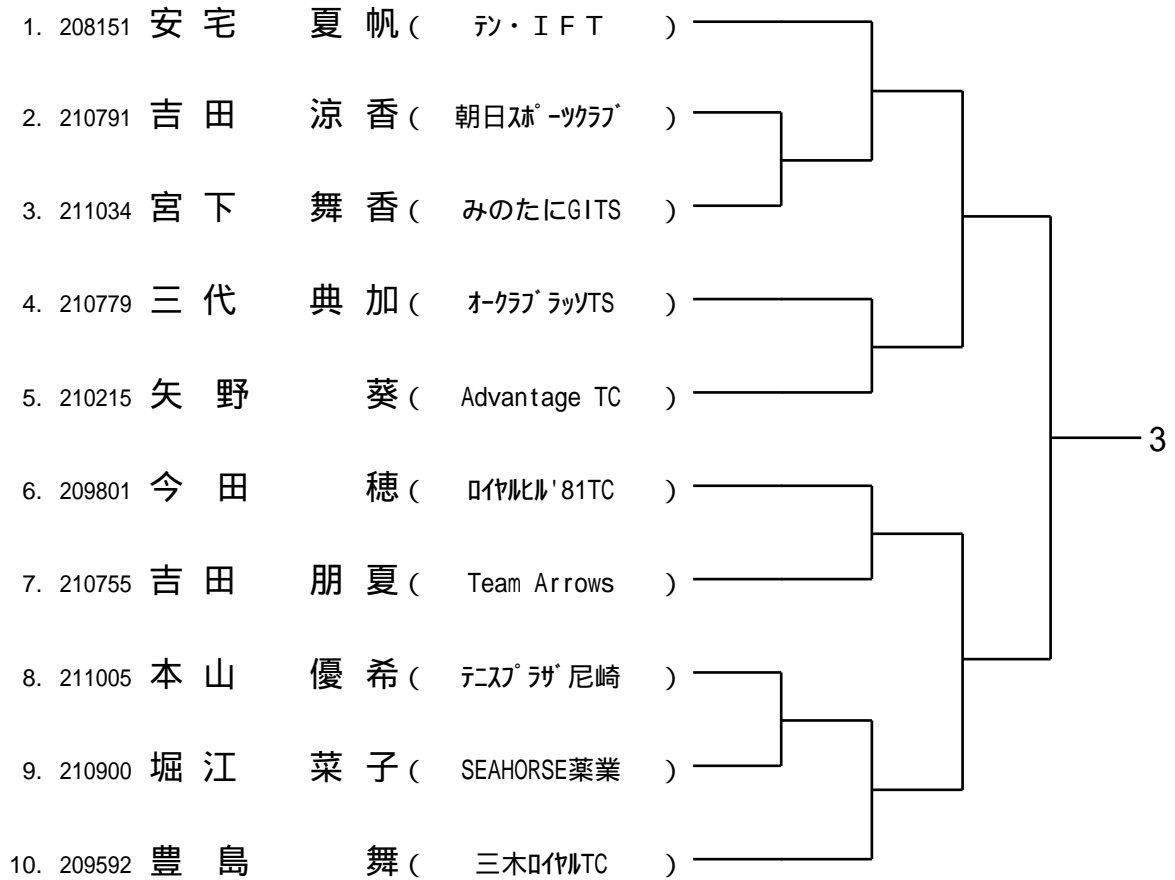 1. 208151 安宅 夏帆 ( ﾃﾝ・ＩＦＴ )
2. 210791 吉田 涼香 ( 朝日ｽﾎﾟｰﾂｸﾗﾌﾞ )
3. 211034 宮下 舞香 ( みのたにGITS )
4. 210779 三代 典加 ( ｵｰｸﾗﾌﾞﾗｯｿTS )
5. 210215 矢野 葵 ( Advantage TC )
3
6. 209801 今田 穂 ( ﾛｲﾔﾙﾋﾙ'81TC )
7. 210755 吉田 朋夏 ( Team Arrows )
8. 211005 本山 優希 ( ﾃﾆｽﾌﾟﾗｻﾞ尼崎 )
9. 210900 堀江 菜子 ( SEAHORSE薬業 )
10. 209592 豊島 舞 ( 三木ﾛｲﾔﾙTC )